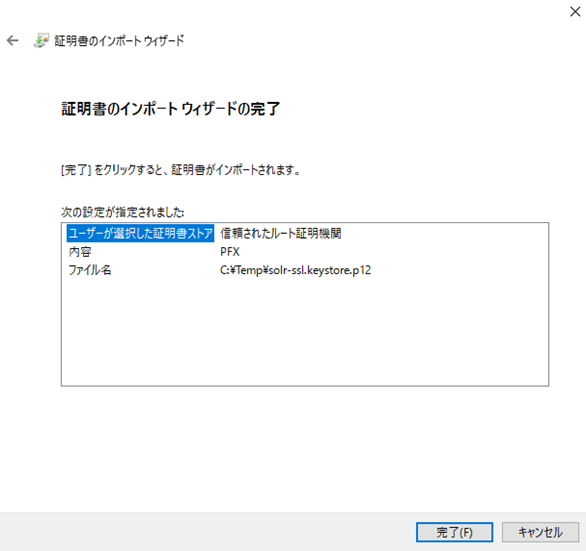 証明書のインポート ウィザード
証明書のインポート ウィザードの完了
[完了] をクリックすると、証明書がインポートされます。
次の設定が指定されました:
ユーザーが選択した証明書ストア 信頼されたルート証明機関
内容 PFX
ファイル名 C:¥Temp¥solr-ssl.keystore.p12
完了(F) キャンセル